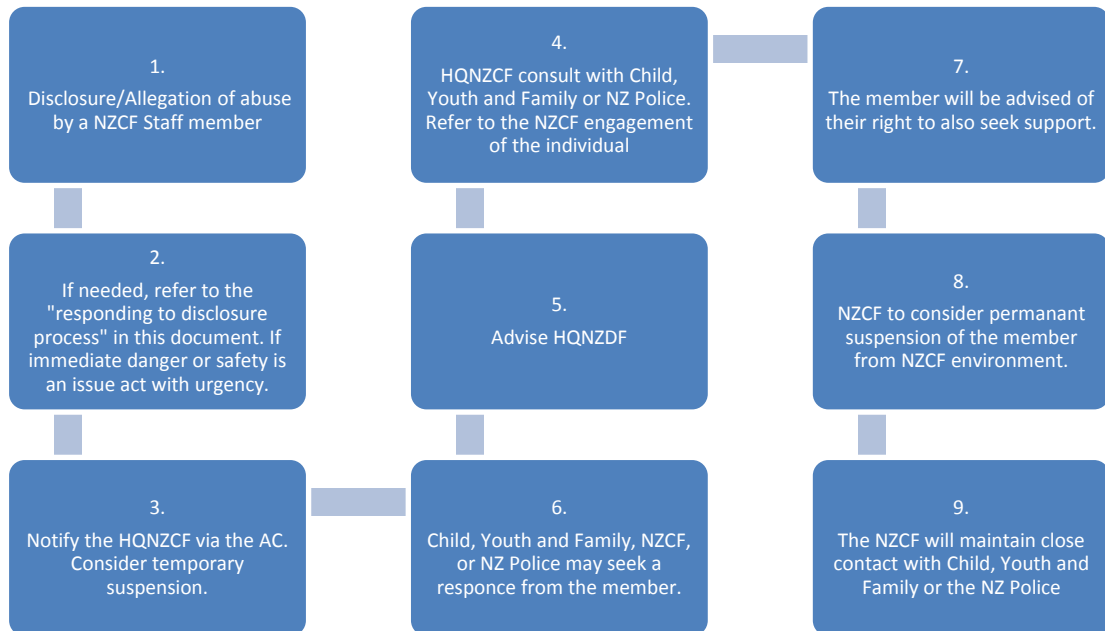 1.
Disclosure/Allegation of abuse
by a NZCF Staff member
2.
If needed, refer to the
"responding to disclosure
process" in this document. If
immediate danger or safety is
an issue act with urgency.
3.
Notify the HQNZCF via the AC.
Consider temporary
suspension.
4.
HQNZCF consult with Child,
Youth and Family or NZ Police.
Refer to the NZCF engagement
of the individual
5.
Advise HQNZDF
6.
Child, Youth and Family, NZCF,
or NZ Police may seek a
responce from the member.
7.
The member will be advised of
their right to also seek support.
8.
NZCF to consider permanant
suspension of the member
from NZCF environment.
9.
The NZCF will maintain close
contact with Child, Youth and
Family or the NZ Police